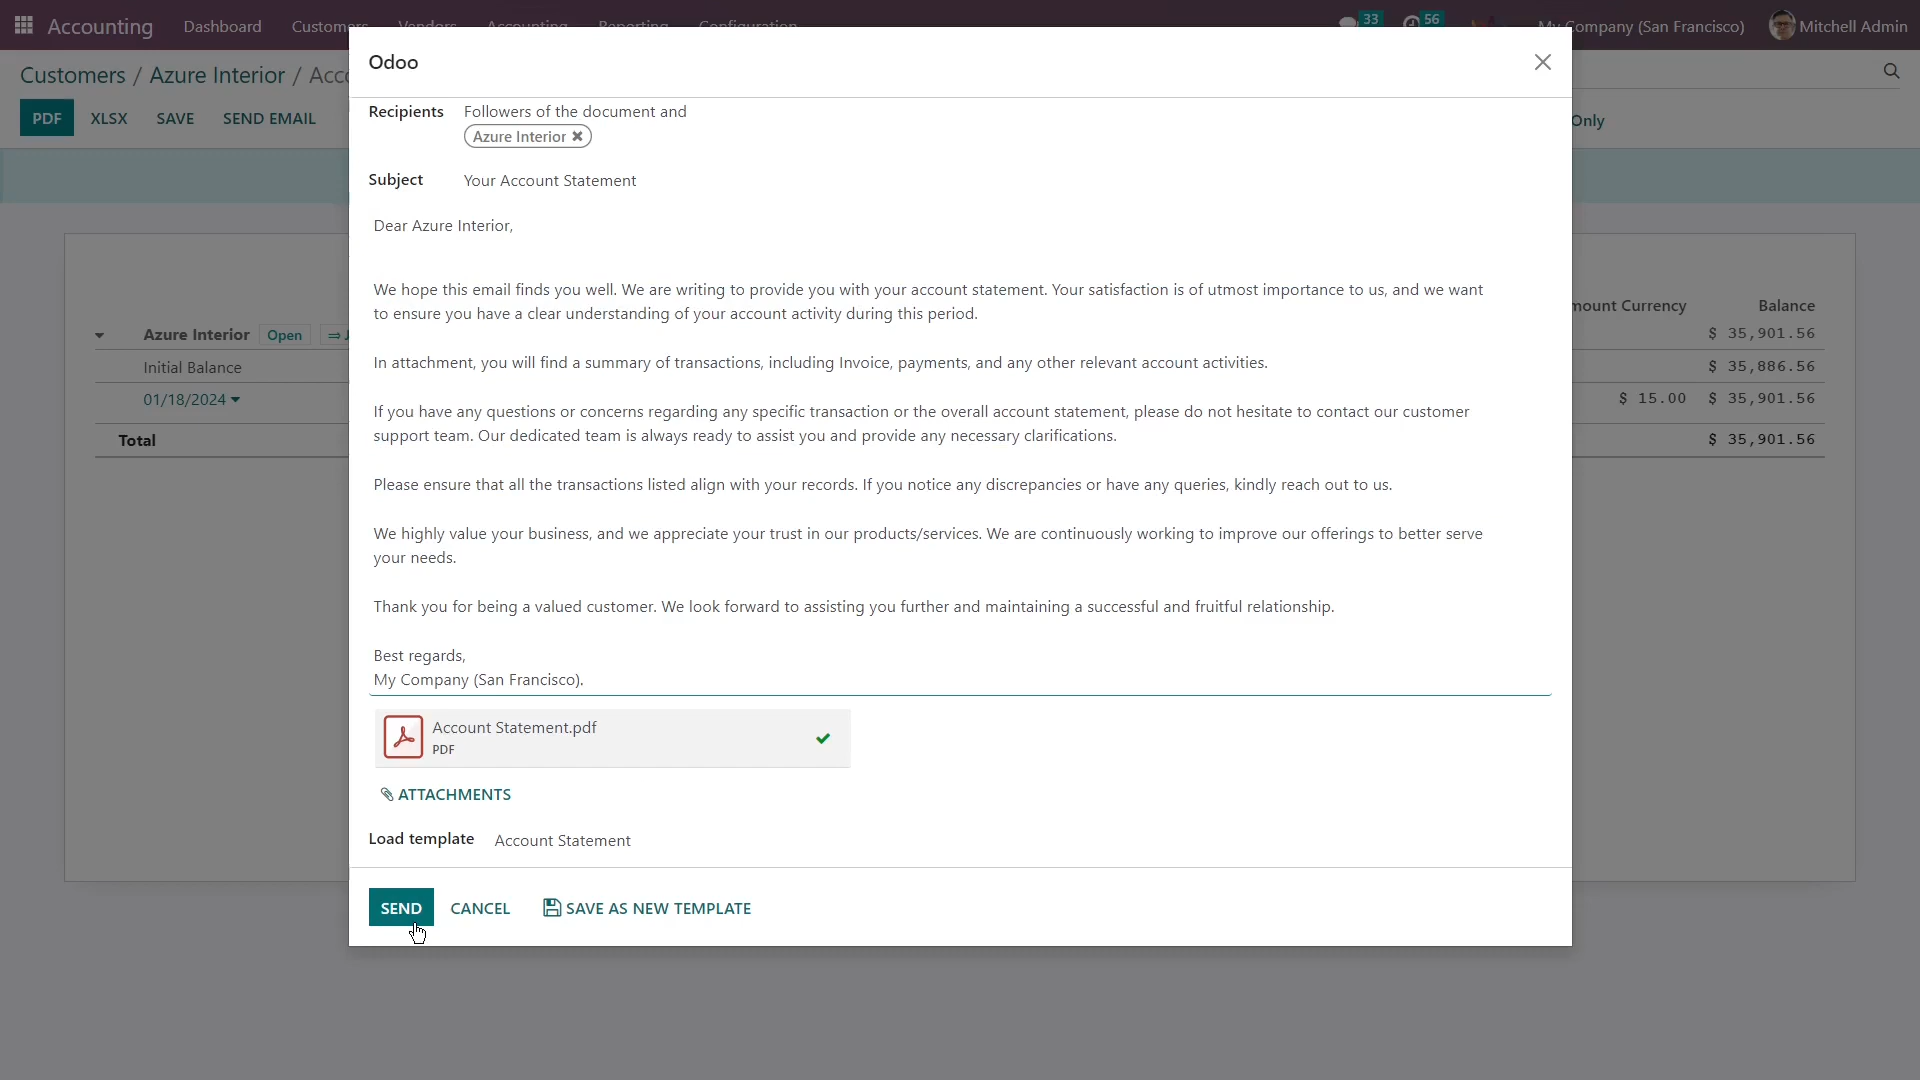 Accounting Dashboard
33 56 My Company (San Francisco) Mitchell Admin
Customers / Azure Interior /
PDF XLSX SAVE SEND EMAIL
Only
Odoo
Recipients Followers of the document and
Azure Interior
Subject Your Account Statement
Dear Azure Interior,
We hope this email finds you well. We are writing to provide you with your account statement. Your satisfaction is of utmost importance to us, and we want
to ensure you have a clear understanding of your account activity during this period.
In attachment, you will find a summary of transactions, including Invoice, payments, and any other relevant account activities.
If you have any questions or concerns regarding any specific transaction or the overall account statement, please do not hesitate to contact our customer
support team. Our dedicated team is always ready to assist you and provide any necessary clarifications.
Please ensure that all the transactions listed align with your records. If you notice any discrepancies or have any queries, kindly reach out to us.
We highly value your business, and we appreciate your trust in our products/services. We are continuously working to improve our offerings to better serve
your needs.
Thank you for being a valued customer. We look forward to assisting you further and maintaining a successful and fruitful relationship.
Best regards,
My Company (San Francisco).
Account Statement.pdf
PDF
ATTACHMENTS
Load template Account Statement
SEND CANCEL SAVE AS NEW TEMPLATE
Currency Balance
Azure Interior Open $ 35,901.56
Initial Balance $ 35,886.56
01/18/2024 $ 15.00 $ 35,901.56
Total $ 35,901.56